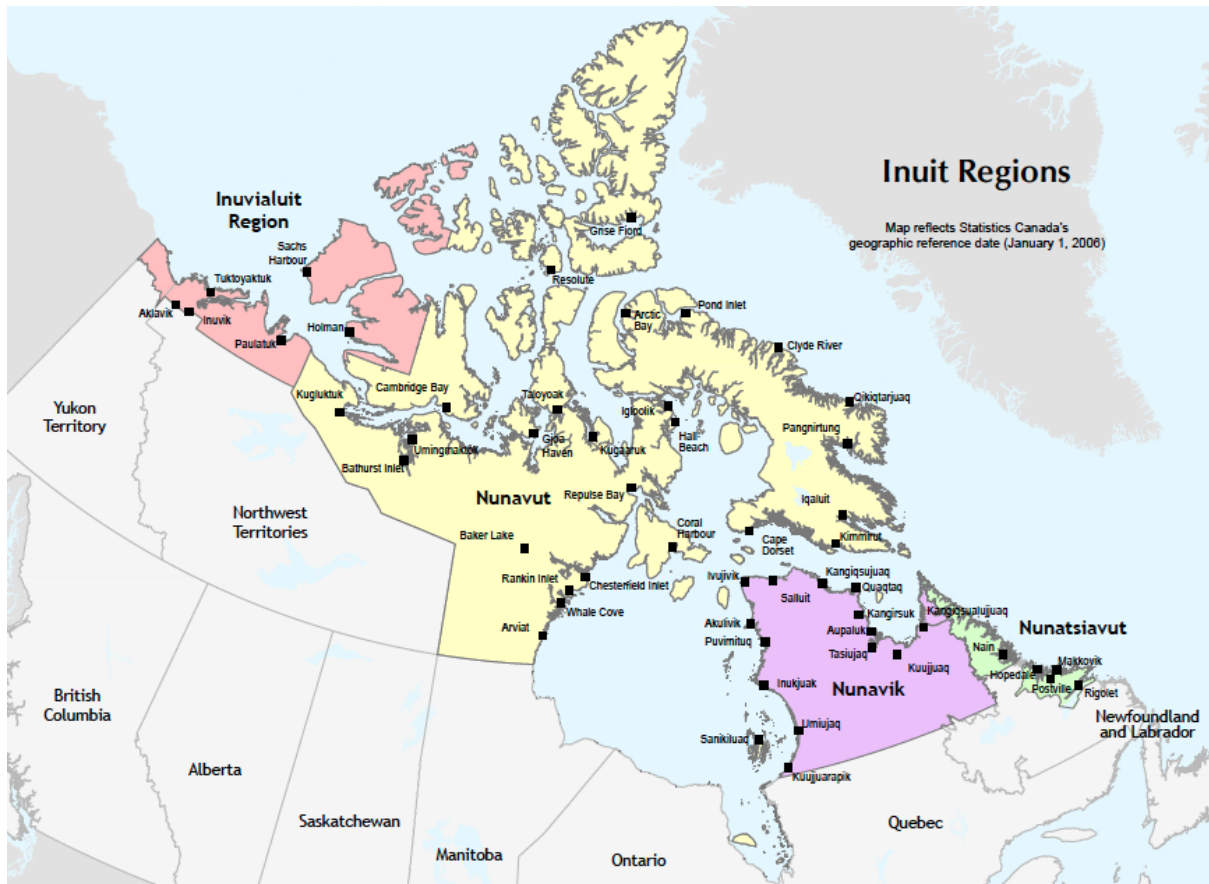 Inuit Regions
Map reflects Statistics Canada's
geographic reference date (January 1, 2006)
Inuvialuit
Region
Grise Fiord
Sachs
Harbour
Resolute
Tuktoyaktuk
Aklavik
Inuvik
Holman
Paulatuk
Arctic
Bay
Pond Inlet
Clyde River
Cambridge Bay
Kugluktuk
Taloyoak
Igloolik
Qikiqtarjuaq
Yukon
Territory
Umingmaktok
Bathurst Inlet
Gjoa
Haven
Kugaaruk
Hall
Beach
Pangnirtung
Nunavut
Repulse Bay
Iqaluit
Northwest
Territories
Baker Lake
Coral
Harbour
Cape
Dorset
Kimmirut
Rankin Inlet
Chesterfield Inlet
Whale Cove
Ivujivik
Salluit
Kangiqsujuaq
Quaqtaq
Arviat
Akulivik
Kangirsuk
Kangiqsualujjuaq
Puvirnituq
Aupaluk
Tasiujaq
Kuujjuaq
Nunatsiavut
Nain
Makkovik
Hopedale
Postville
Rigolet
British
Columbia
Inukjuak
Nunavik
Umiujaq
Sanikiluaq
Newfoundland
and Labrador
Kuujjuarapik
Alberta
Saskatchewan
Manitoba
Ontario
Quebec